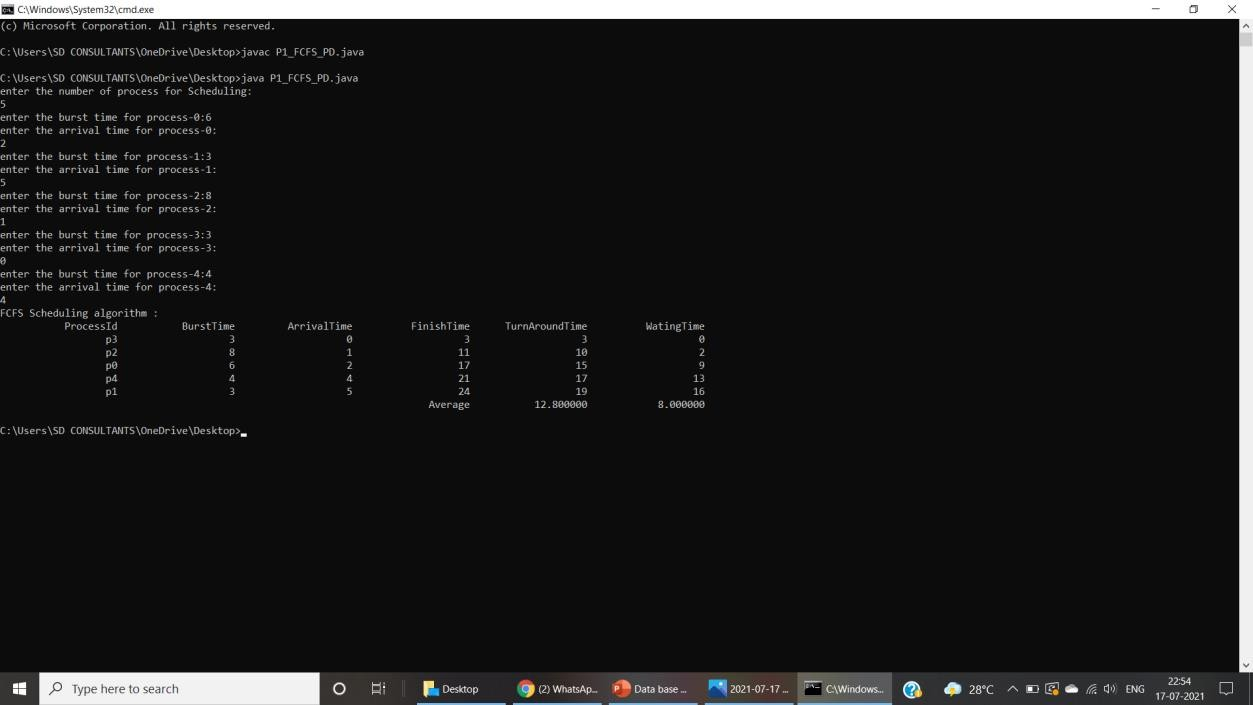 C:\Windows\System32\cmd.exe
(c) Microsoft Corporation. All rights reserved.
C:\Users\SD CONSULTANTS\OneDrive\Desktop>javac P1_FCFS_PD.java
C:\Users\SD CONSULTANTS\OneDrive\Desktop>java P1_FCFS_PD.java
enter the number of process for Scheduling:
5
enter the burst time for process-0:6
enter the arrival time for process-0:
2
enter the burst time for process-1:3
enter the arrival time for process-1:
5
enter the burst time for process-2:8
enter the arrival time for process-2:
1
enter the burst time for process-3:3
enter the arrival time for process-3:
0
enter the burst time for process-4:4
enter the arrival time for process-4:
4
FCFS Scheduling algorithm :
ProcessId BurstTime ArrivalTime FinishTime TurnAroundTime WatingTime
p3 3 0 3 3 0
p2 8 1 11 10 2
p0 6 2 17 15 9
p4 4 4 21 17 13
p1 3 5 24 19 16
Average 12.800000 8.000000
C:\Users\SD CONSULTANTS\OneDrive\Desktop>
Type here to search Desktop (2) WhatsAp... Data base ... 2021-07-17 ... C:\Windows... 28°C ENG 22:54
17-07-2021